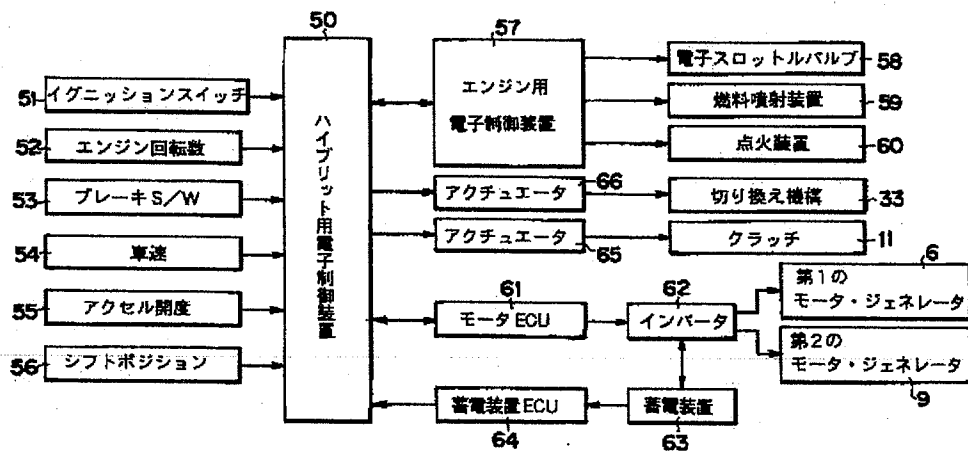 50
57
51
イグニッションスイッチ
52
エンジン回転数
53
ブレーキS/W
54
車速
55
アクセル開度
56
シフトポジション
ハイブリット用電子制御装置
エンジン用
電子制御装置
電子スロットルバルブ
58
燃料噴射装置
59
点火装置
60
アクチュエータ
66
切り換え機構
33
アクチュエータ
65
クラッチ
11
61
モータECU
62
インバータ
6
第1の
モータ・ジェネレータ
第2の
モータ・ジェネレータ
9
蓄電装置ECU
64
蓄電装置
63